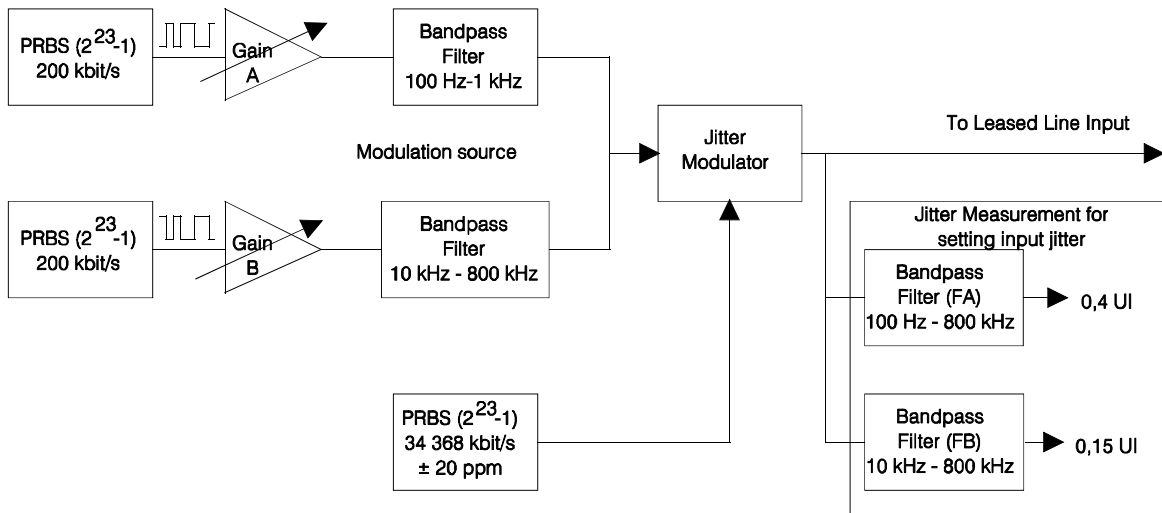 PRBS (2^23-1)
200 kbit/s
Gain
A
Bandpass
Filter
100 Hz-1 kHz
Modulation source
Jitter
Modulator
To Leased Line Input
PRBS (2^23-1)
200 kbit/s
Gain
B
Bandpass
Filter
10 kHz - 800 kHz
Jitter Measurement for
setting input jitter
Bandpass
Filter (FA)
100 Hz - 800 kHz
0,4 UI
PRBS (2^23-1)
34 368 kbit/s
± 20 ppm
Bandpass
Filter (FB)
10 kHz - 800 kHz
0,15 UI